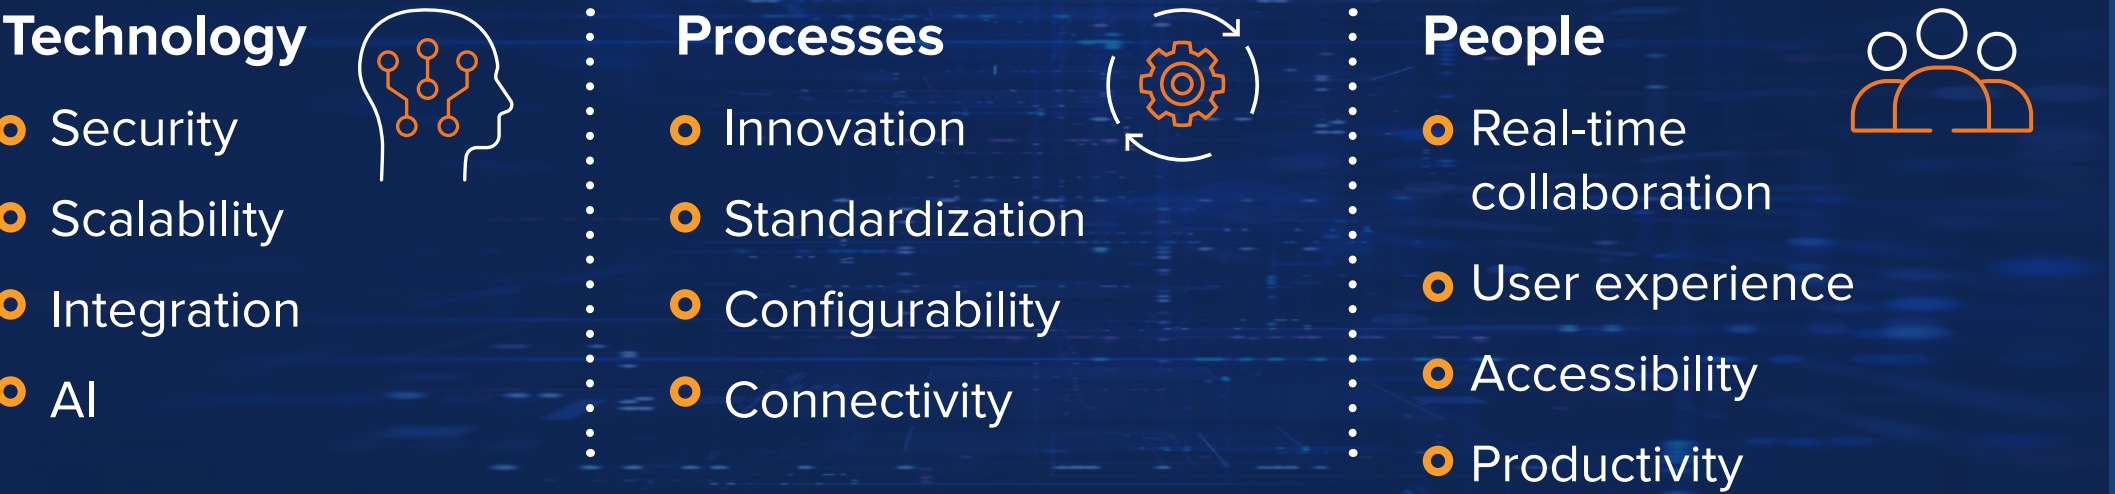 Technology
Security
Scalability
Integration
AI
Processes
Innovation
Standardization
Configurability
Connectivity
People
Real-time
collaboration
User experience
Accessibility
Productivity